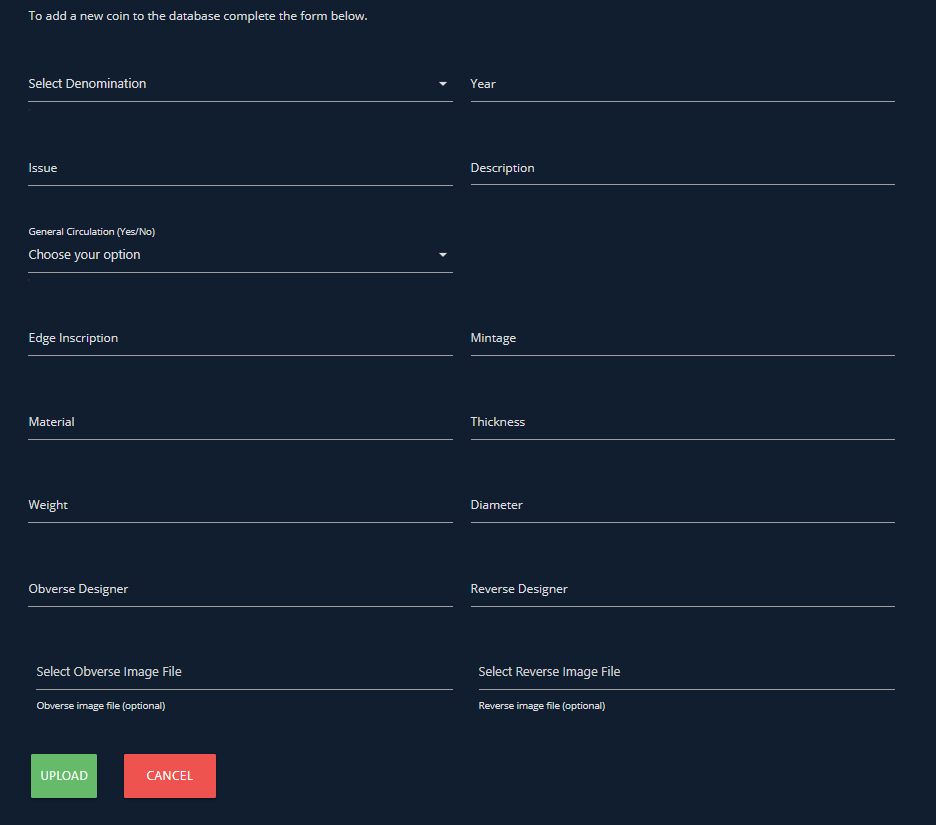 To add a new coin to the database complete the form below.
Select Denomination
Year
Issue
Description
General Circulation (Yes/No)
Choose your option
Edge Inscription
Mintage
Material
Thickness
Weight
Diameter
Obverse Designer
Reverse Designer
Select Obverse Image File
Select Reverse Image File
Obverse image file (optional)
Reverse image file (optional)
UPLOAD
CANCEL